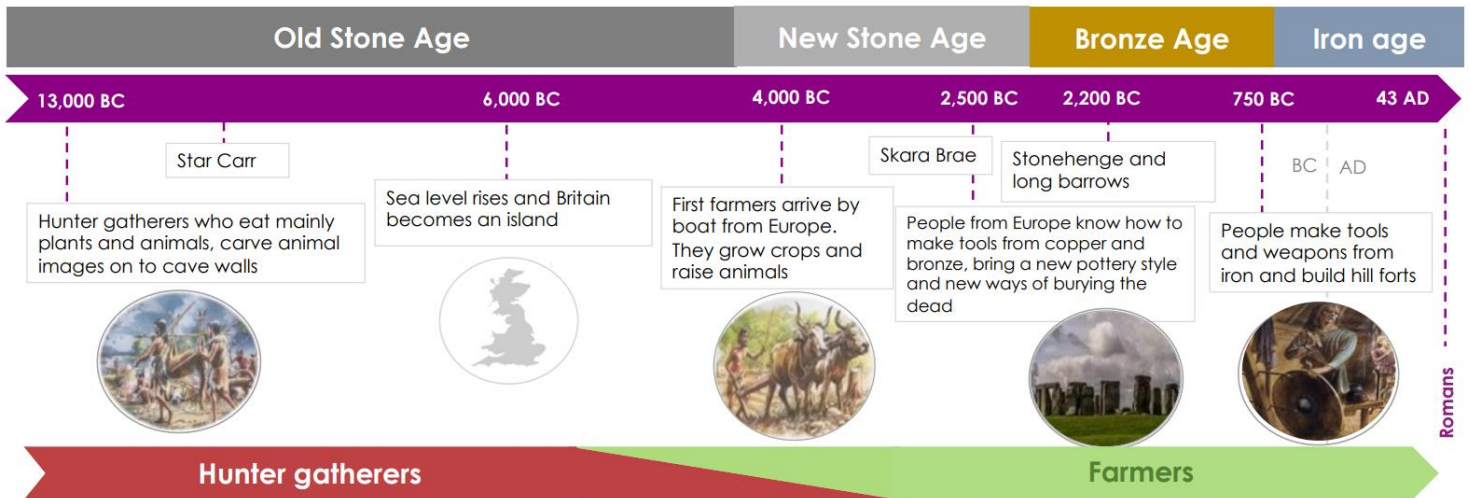 Old Stone Age
New Stone Age
Bronze Age
Iron age
13,000 BC
6,000 BC
4,000 BC
2,500 BC
2,200 BC
750 BC
43 AD
Star Carr
Hunter gatherers who eat mainly
plants and animals, carve animal
images on to cave walls
Sea level rises and Britain
becomes an island
First farmers arrive by
boat from Europe.
They grow crops and
raise animals
Skara Brae
People from Europe know how to
make tools from copper and
bronze, bring a new pottery style
and new ways of burying the
dead
Stonehenge and
long barrows
BC
AD
People make tools
and weapons from
iron and build hill forts
Romans
Hunter gatherers
Farmers